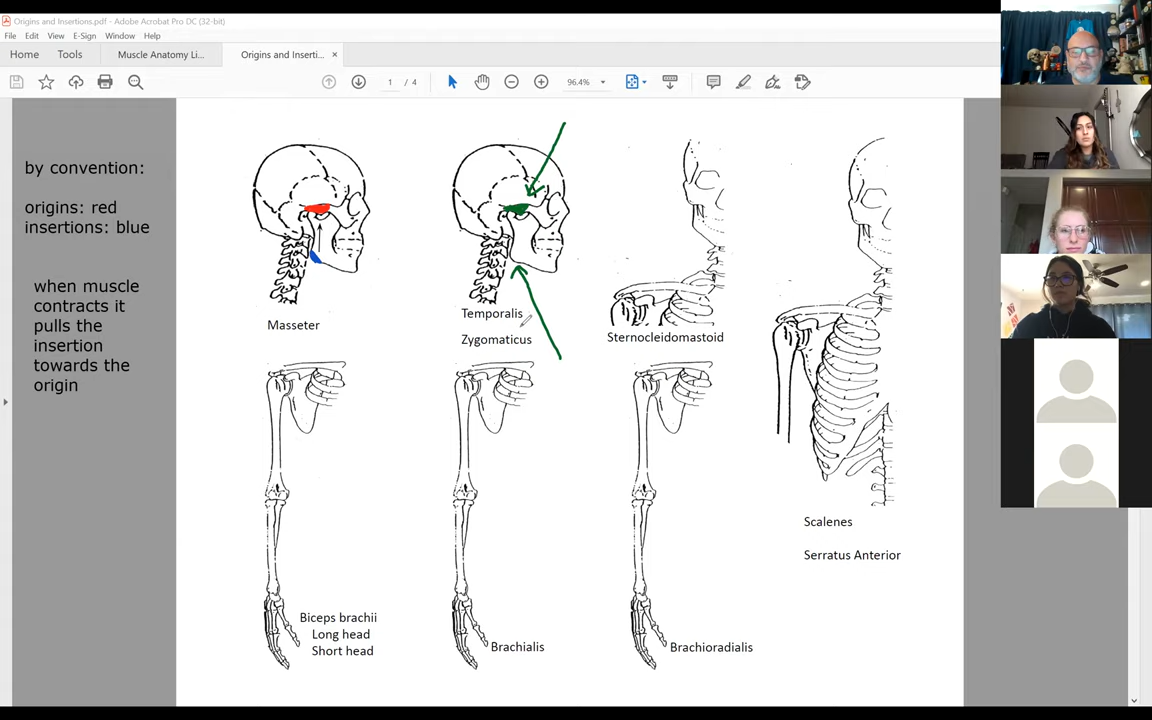 Origins and Insertions.pdf - Adobe Acrobat Pro DC (32-bit)
File Edit View E-Sign Window Help
Home Tools Muscle Anatomy Li... Origins and Inserti... ×
1 / 4 96.4%
by convention:
origins: red
insertions: blue
when muscle
contracts it
pulls the
insertion
towards the
origin
Masseter
Temporalis
Zygomaticus
Sternocleidomastoid
Scalenes
Serratus Anterior
Biceps brachii
Long head
Short head
Brachialis
Brachioradialis